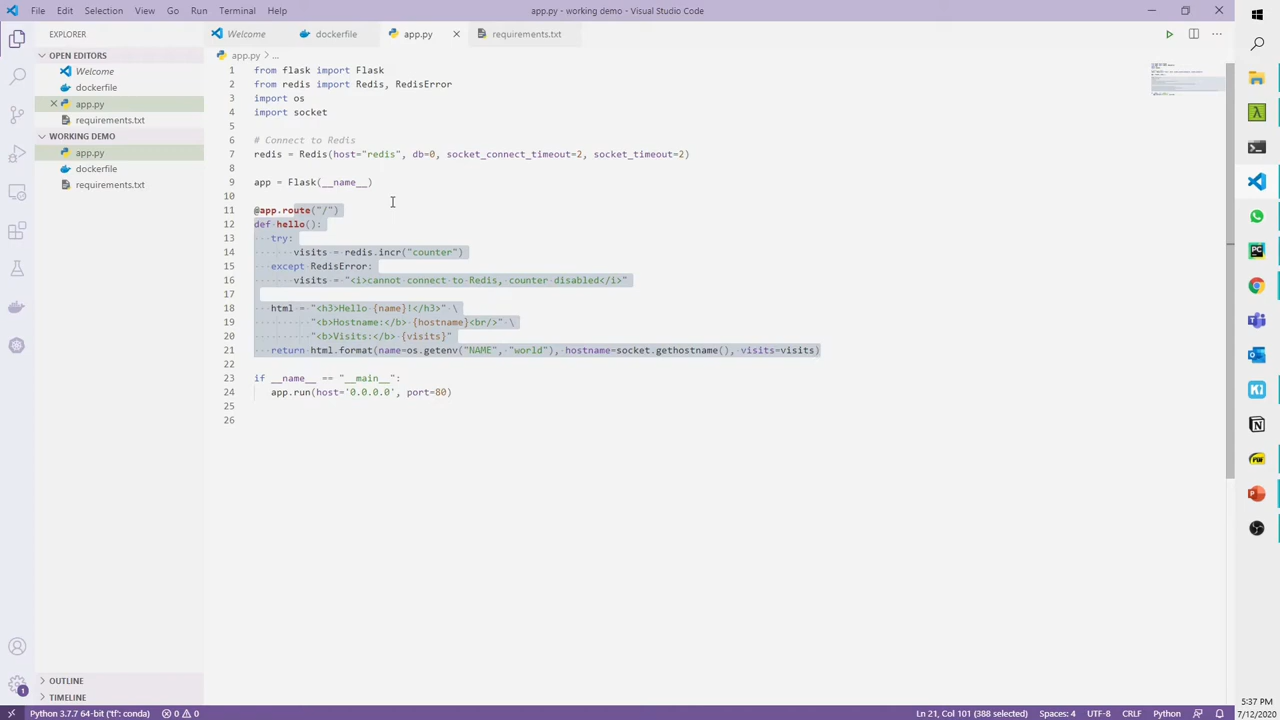 File Edit Selection View Go Run Terminal Help
app.py - working demo - Visual Studio Code
EXPLORER
OPEN EDITORS
Welcome
dockerfile
app.py
requirements.txt
WORKING DEMO
app.py
dockerfile
requirements.txt
OUTLINE
TIMELINE
Welcome dockerfile app.py requirements.txt
app.py > ...
1 from flask import Flask
2 from redis import Redis, RedisError
3 import os
4 import socket
5
6 # Connect to Redis
7 redis = Redis(host="redis", db=0, socket_connect_timeout=2, socket_timeout=2)
8
9 app = Flask(__name__)
10
11 @app.route("/")
12 def hello():
13 try:
14 visits = redis.incr("counter")
15 except RedisError:
16 visits = "<i>cannot connect to Redis, counter disabled</i>"
17
18 html = "<h3>Hello {name}!</h3>" \
19 "<b>Hostname:</b> {hostname}<br/>" \
20 "<b>Visits:</b> {visits}"
21 return html.format(name=os.getenv("NAME", "world"), hostname=socket.gethostname(), visits=visits)
22
23 if __name__ == "__main__":
24 app.run(host='0.0.0.0', port=80)
25
26
1
Python 3.7.7 64-bit ('tf': conda) 0 0
Ln 21, Col 101 (388 selected) Spaces: 4 UTF-8 CRLF Python
5:37 PM
7/12/2020